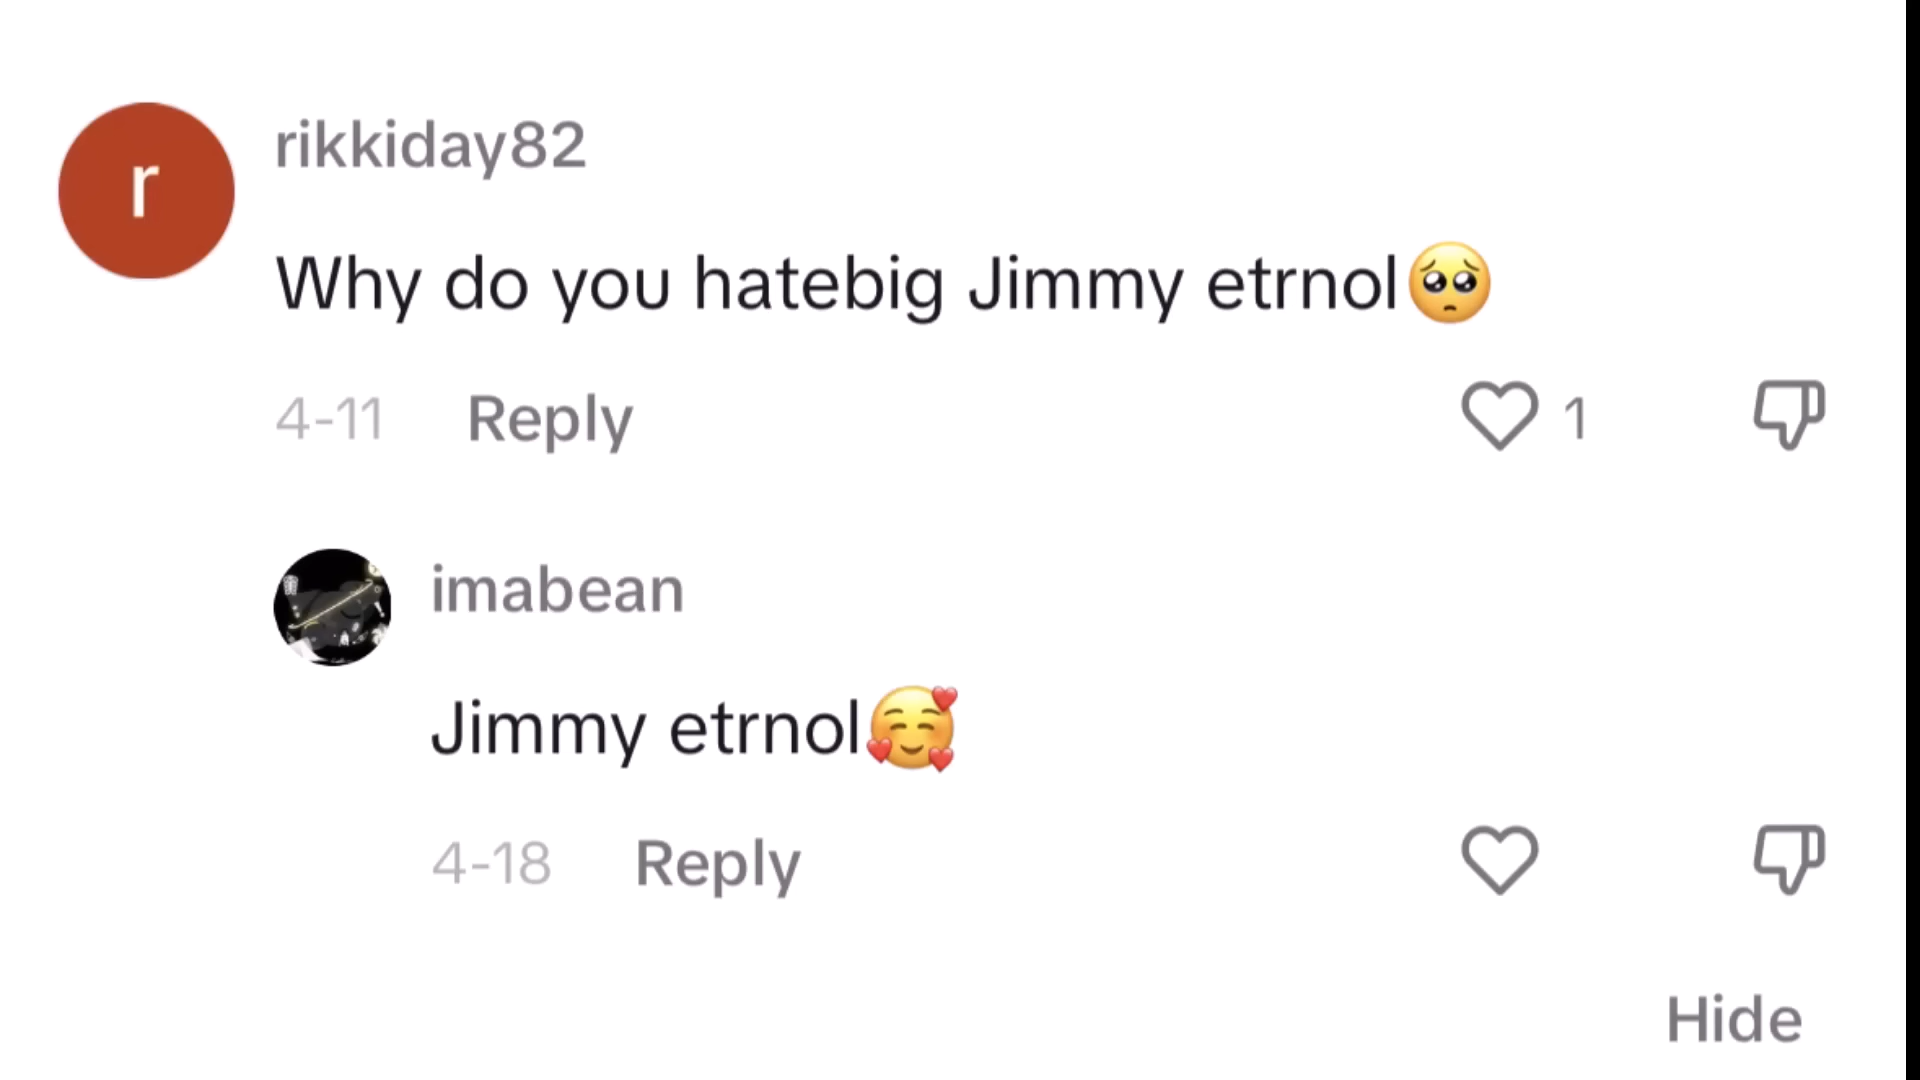 r
rikkiday82
Why do you hatebig Jimmy etrnol🥺
4-11 Reply 1
imabean
Jimmy etrnol🥰
4-18 Reply
Hide